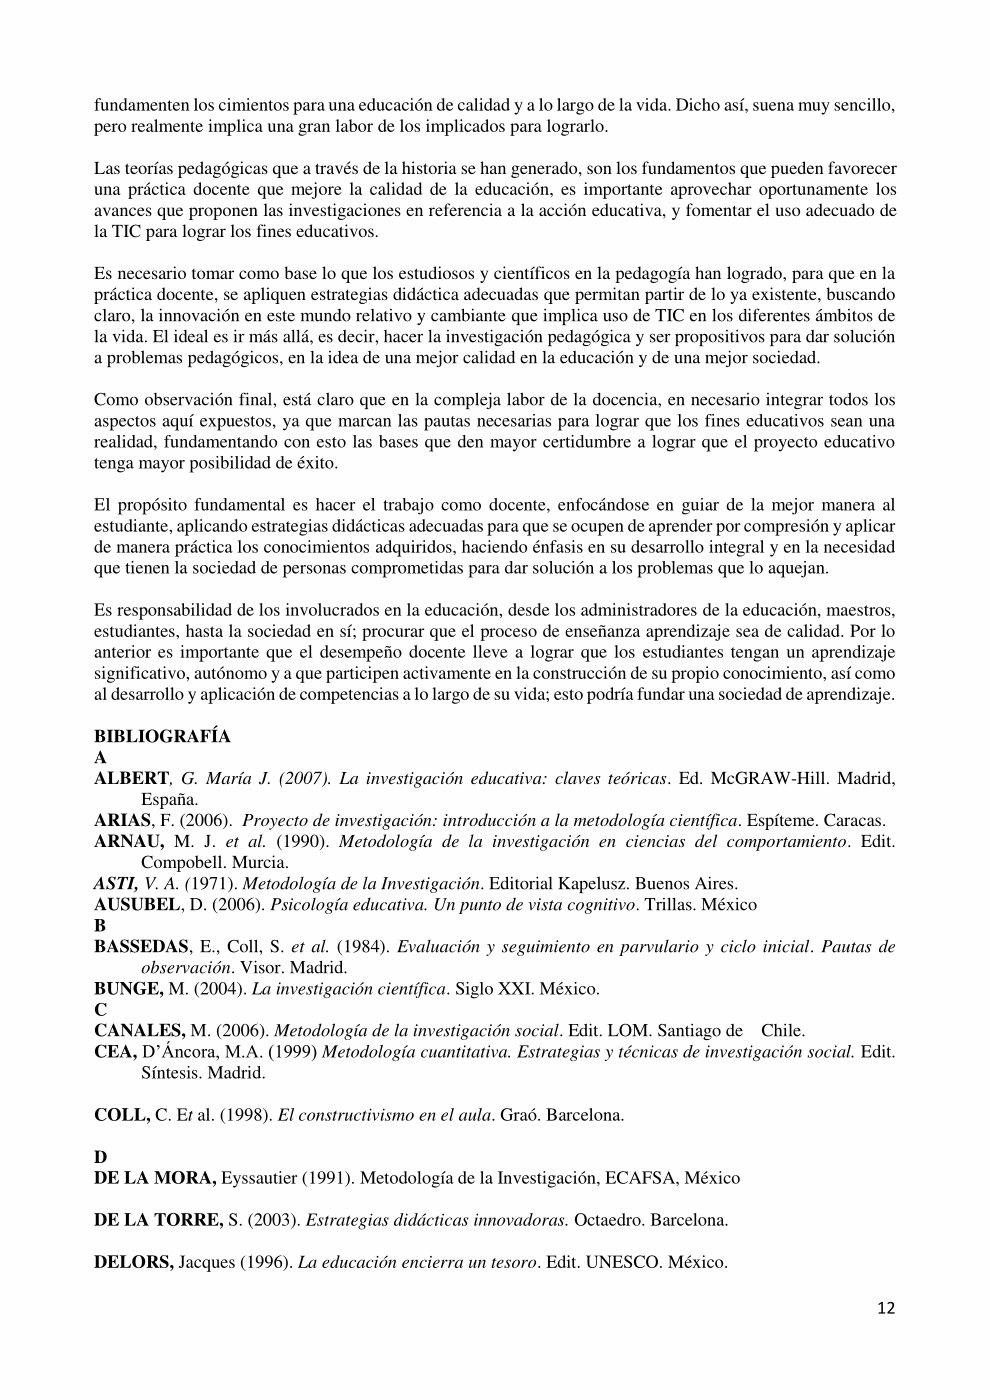 fundamenten los cimientos para una educación de calidad y a lo largo de la vida. Dicho así, suena muy sencillo,
pero realmente implica una gran labor de los implicados para lograrlo.
Las teorías pedagógicas que a través de la historia se han generado, son los fundamentos que pueden favorecer
una práctica docente que mejore la calidad de la educación, es importante aprovechar oportunamente los
avances que proponen las investigaciones en referencia a la acción educativa, y fomentar el uso adecuado de
la TIC para lograr los fines educativos.
Es necesario tomar como base lo que los estudiosos y científicos en la pedagogía han logrado, para que en la
práctica docente, se apliquen estrategias didáctica adecuadas que permitan partir de lo ya existente, buscando
claro, la innovación en este mundo relativo y cambiante que implica uso de TIC en los diferentes ámbitos de
la vida. El ideal es ir más allá, es decir, hacer la investigación pedagógica y ser propositivos para dar solución
a problemas pedagógicos, en la idea de una mejor calidad en la educación y de una mejor sociedad.
Como observación final, está claro que en la compleja labor de la docencia, en necesario integrar todos los
aspectos aquí expuestos, ya que marcan las pautas necesarias para lograr que los fines educativos sean una
realidad, fundamentando con esto las bases que den mayor certidumbre a lograr que el proyecto educativo
tenga mayor posibilidad de éxito.
El propósito fundamental es hacer el trabajo como docente, enfocándose en guiar de la mejor manera al
estudiante, aplicando estrategias didácticas adecuadas para que se ocupen de aprender por compresión y aplicar
de manera práctica los conocimientos adquiridos, haciendo énfasis en su desarrollo integral y en la necesidad
que tienen la sociedad de personas comprometidas para dar solución a los problemas que lo aquejan.
Es responsabilidad de los involucrados en la educación, desde los administradores de la educación, maestros,
estudiantes, hasta la sociedad en sí; procurar que el proceso de enseñanza aprendizaje sea de calidad. Por lo
anterior es importante que el desempeño docente lleve a lograr que los estudiantes tengan un aprendizaje
significativo, autónomo y a que participen activamente en la construcción de su propio conocimiento, así como
al desarrollo y aplicación de competencias a lo largo de su vida; esto podría fundar una sociedad de aprendizaje.
BIBLIOGRAFÍA
A
ALBERT, G. María J. (2007). La investigación educativa: claves teóricas. Ed. McGRAW-Hill. Madrid,
España.
ARIAS, F. (2006). Proyecto de investigación: introducción a la metodología científica. Espíteme. Caracas.
ARNAU, M. J. et al. (1990). Metodología de la investigación en ciencias del comportamiento. Edit.
Compobell. Murcia.
ASTI, V. A. (1971). Metodología de la Investigación. Editorial Kapelusz. Buenos Aires.
AUSUBEL, D. (2006). Psicología educativa. Un punto de vista cognitivo. Trillas. México
B
BASSEDAS, E., Coll, S. et al. (1984). Evaluación y seguimiento en parvulario y ciclo inicial. Pautas de
observación. Visor. Madrid.
BUNGE, M. (2004). La investigación científica. Siglo XXI. México.
C
CANALES, M. (2006). Metodología de la investigación social. Edit. LOM. Santiago de Chile.
CEA, D'Áncora, M.A. (1999) Metodología cuantitativa. Estrategias y técnicas de investigación social. Edit.
Síntesis. Madrid.
COLL, C. Et al. (1998). El constructivismo en el aula. Graó. Barcelona.
D
DE LA MORA, Eyssautier (1991). Metodología de la Investigación, ECAFSA, México
DE LA TORRE, S. (2003). Estrategias didácticas innovadoras. Octaedro. Barcelona.
DELORS, Jacques (1996). La educación encierra un tesoro. Edit. UNESCO. México.
12